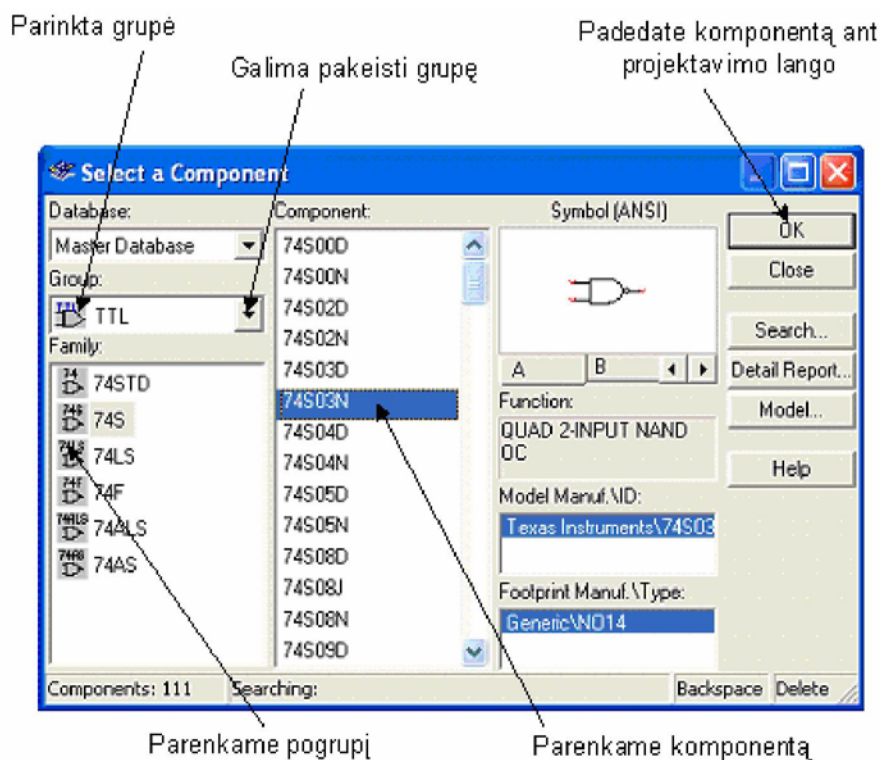 Parinkta grupė
Galima pakeisti grupę
Padedate komponentą ant
projektavimo lango
Select a Component
Database:
Master Database
Group:
TTL
Family:
74STD
74S
74LS
74F
74ALS
74AS
Component:
74S00D
74S00N
74S02D
74S02N
74S03D
74S03N
74S04D
74S04N
74S05D
74S05N
74S08D
74S08J
74S08N
74S09D
Symbol (ANSI)
A
B
Function:
QUAD 2-INPUT NAND
OC
Model Manuf.\ID:
Texas Instruments\74S03
Footprint Manuf.\Type:
Generic\NO14
OK
Close
Search...
Detail Report...
Model...
Help
Components: 111
Searching:
Backspace
Delete
Parenkame pogrupį
Parenkame komponentą